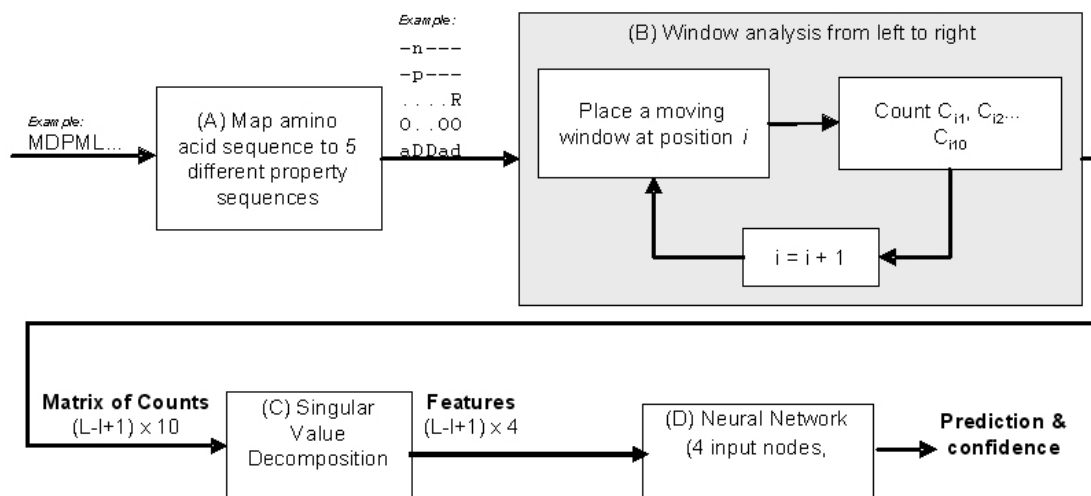 Example:
MDPML...
(A) Map amino
acid sequence to 5
different property
sequences
Example:
-n---
-p---
....R
O..OO
aDDad
(B) Window analysis from left to right
Place a moving
window at position i
Count Ci1, Ci2...
Ci10
i = i + 1
Matrix of Counts
(L-l+1) x 10
(C) Singular
Value
Decomposition
Features
(L-l+1) x 4
(D) Neural Network
(4 input nodes,
Prediction &
confidence